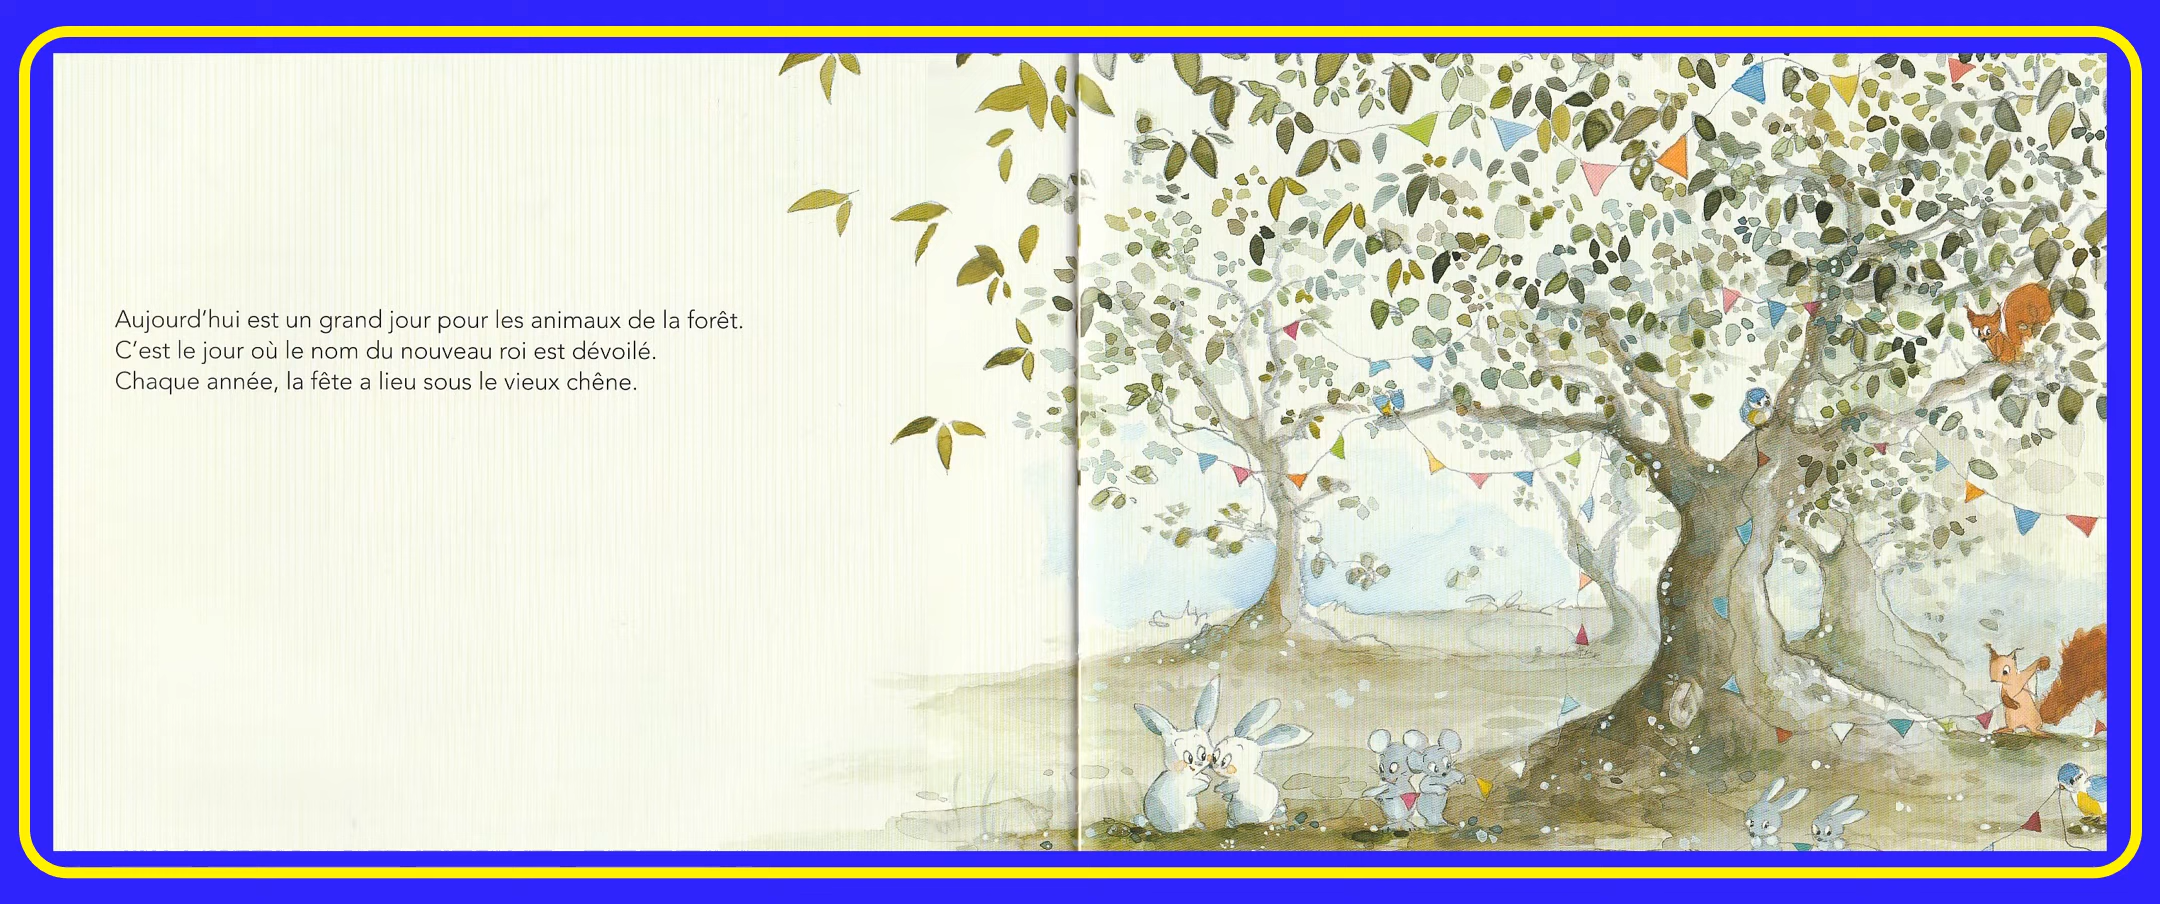 Aujourd’hui est un grand jour pour les animaux de la forêt.
C’est le jour où le nom du nouveau roi est dévoilé.
Chaque année, la fête a lieu sous le vieux chêne.